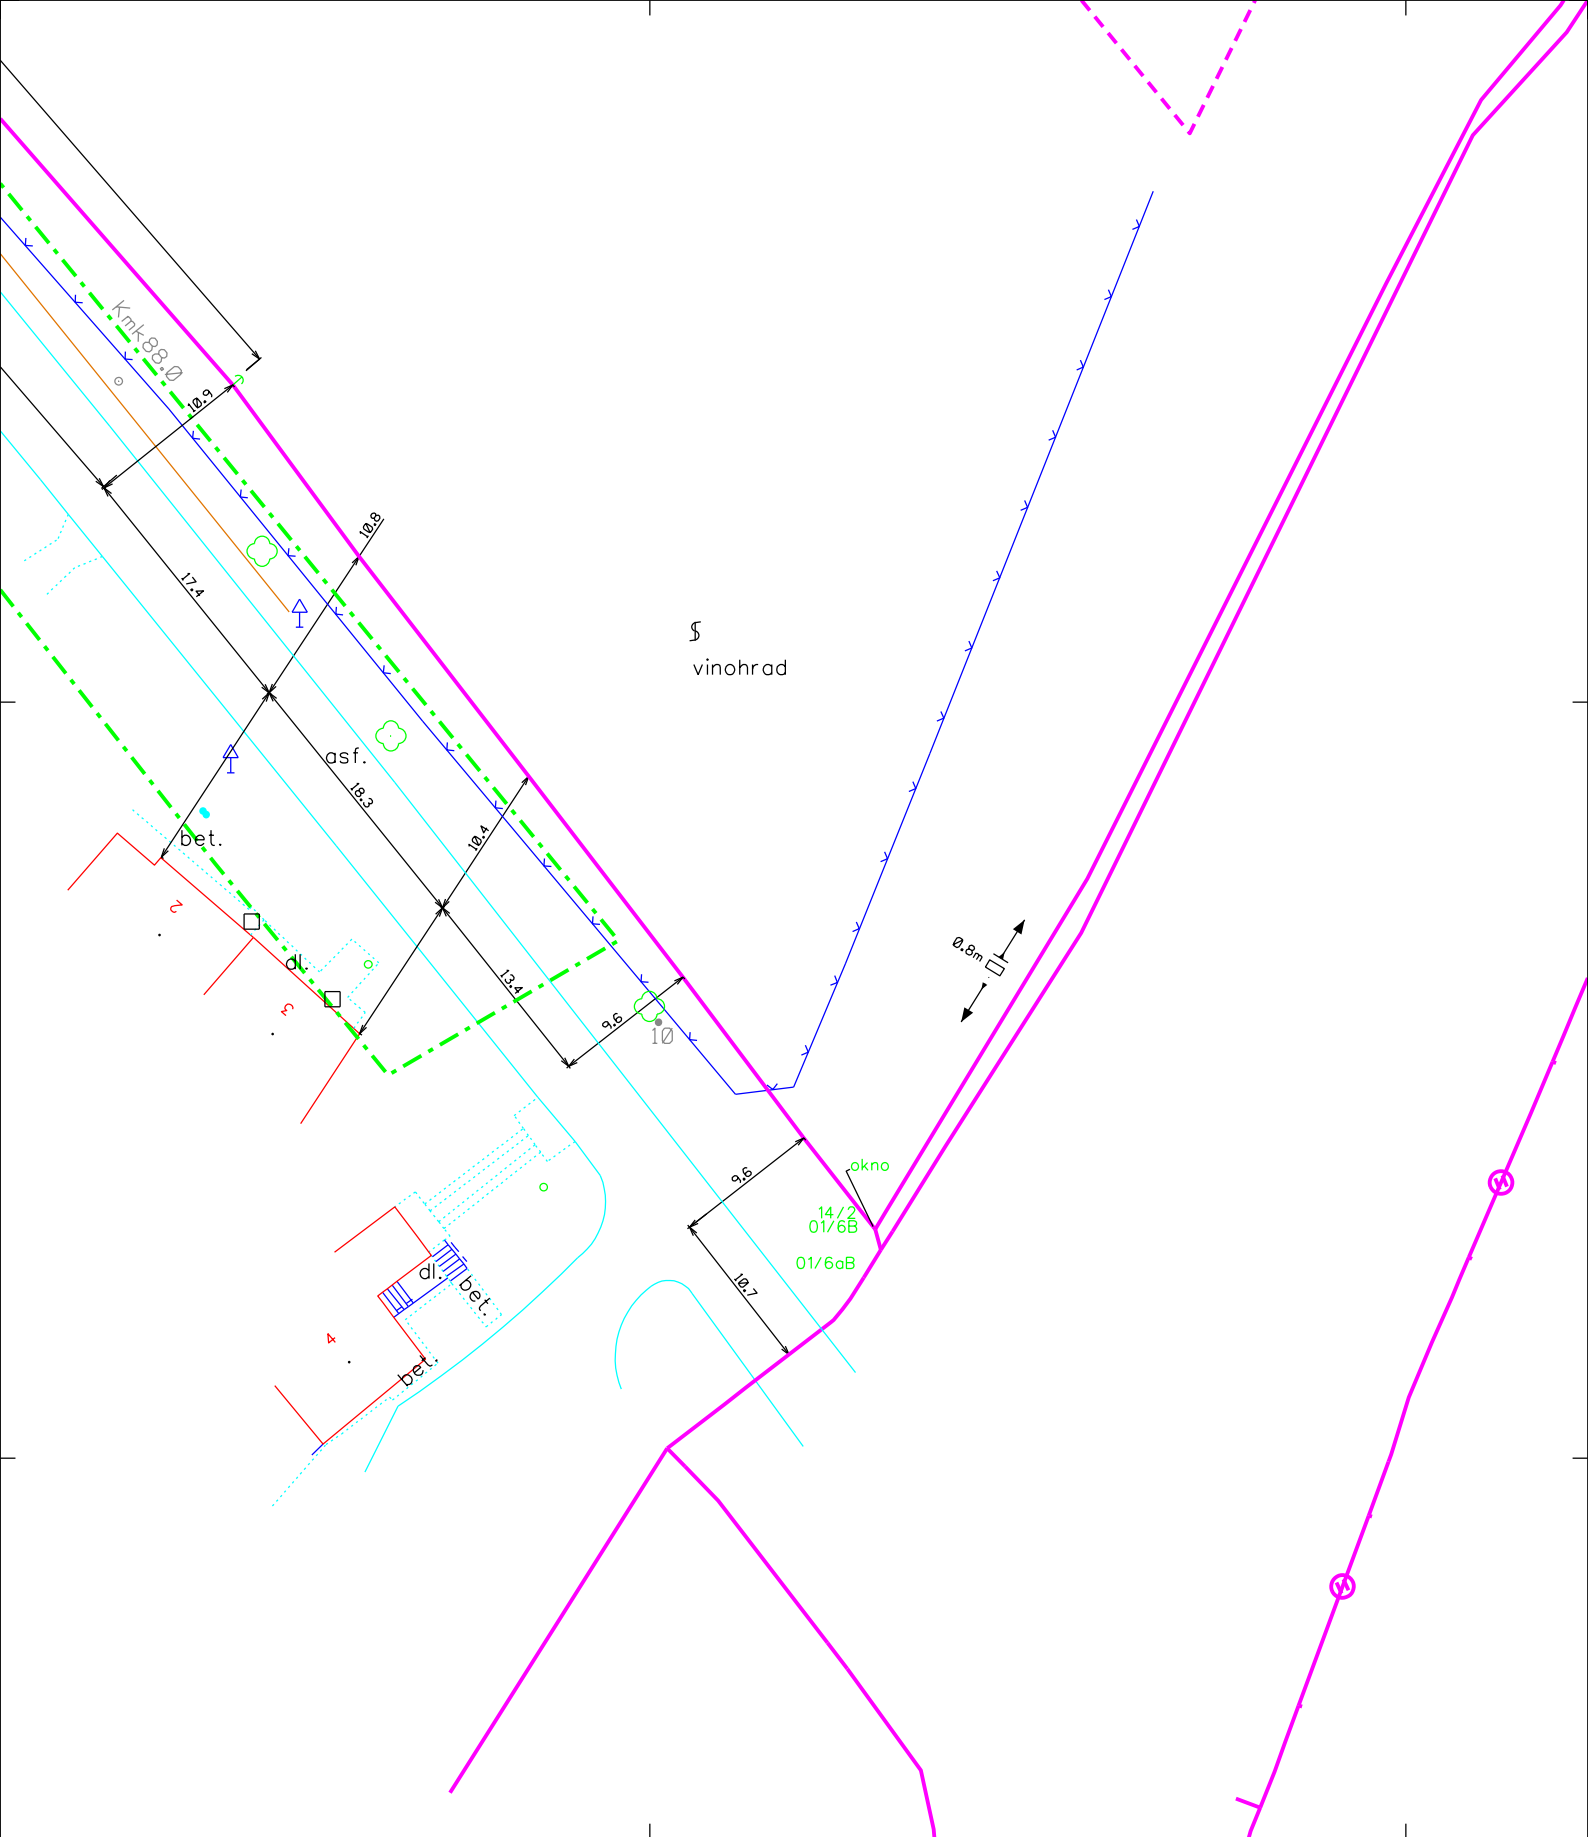 Kmk88.0
10.9
10.8
17.4
$
vinohrad
asf.
18.3
10.4
bet.
2
dl.
0.8m
13.4
3
9.6
10
9.6
okno
14/2
01/6B
01/6aB
dl.
bet.
10.7
4
bet.